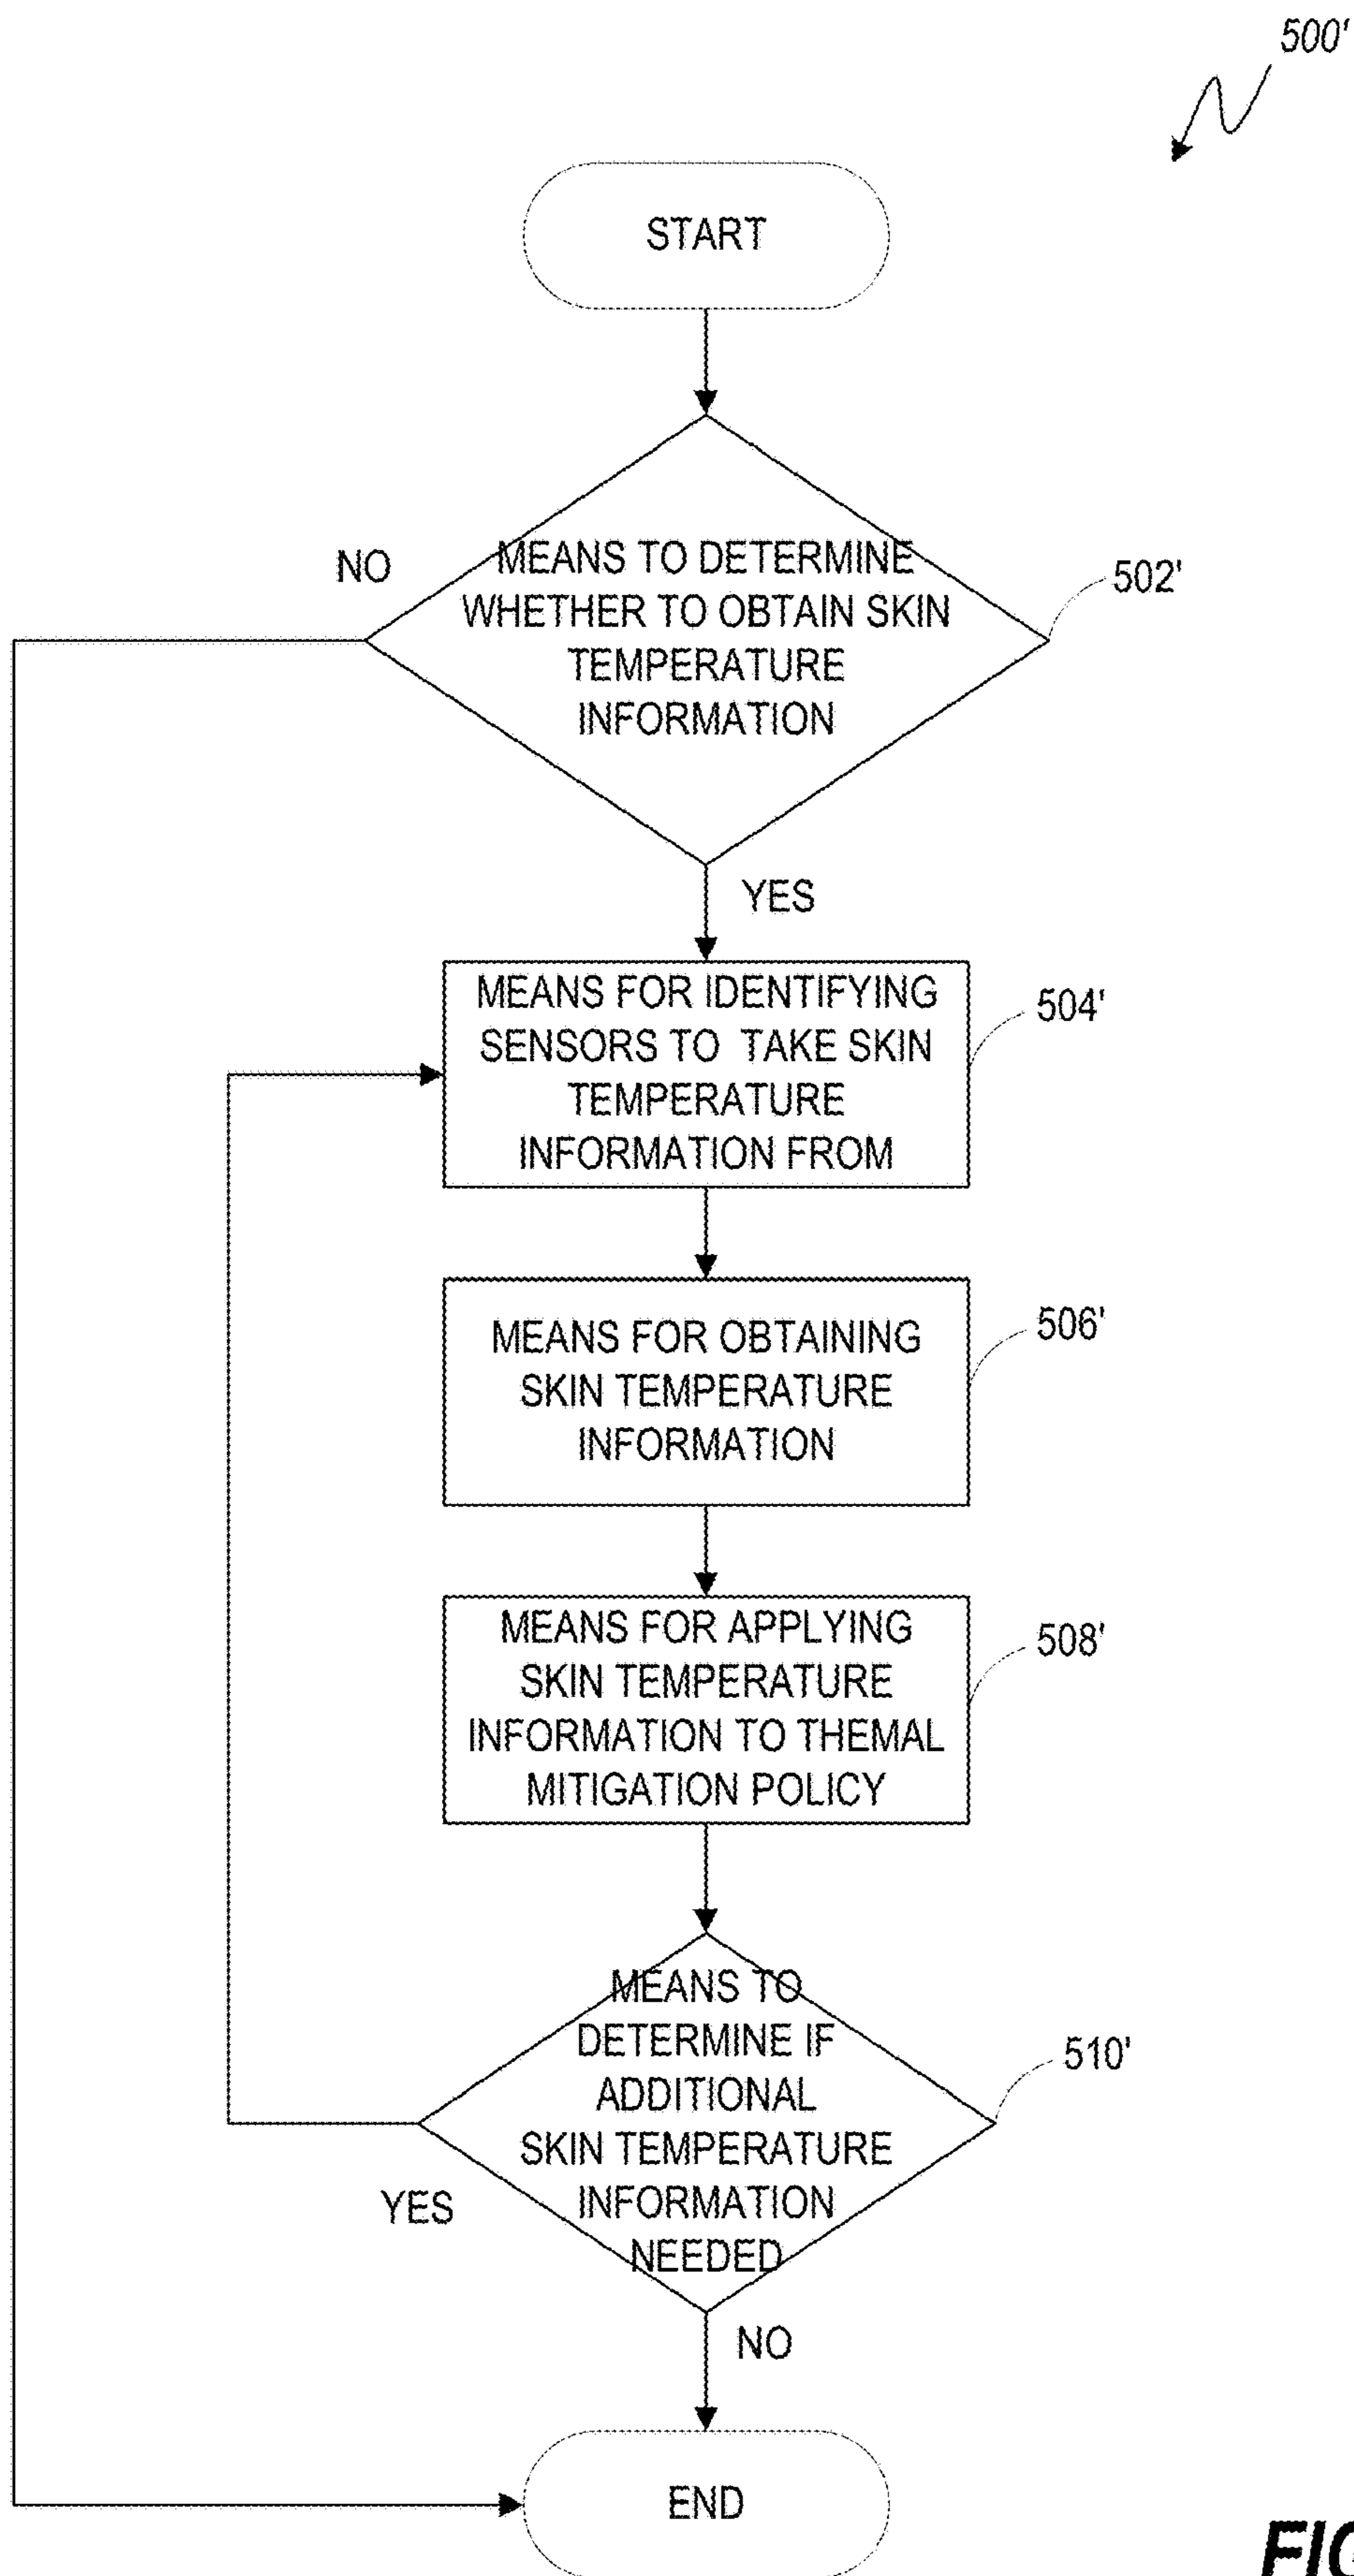 500'
START
NO
MEANS TO DETERMINE
WHETHER TO OBTAIN SKIN
TEMPERATURE
INFORMATION
502'
YES
MEANS FOR IDENTIFYING
SENSORS TO TAKE SKIN
TEMPERATURE
INFORMATION FROM
504'
MEANS FOR OBTAINING
SKIN TEMPERATURE
INFORMATION
506'
MEANS FOR APPLYING
SKIN TEMPERATURE
INFORMATION TO THEMAL
MITIGATION POLICY
508'
MEANS TO
DETERMINE IF
ADDITIONAL
SKIN TEMPERATURE
INFORMATION
NEEDED
510'
YES
NO
END